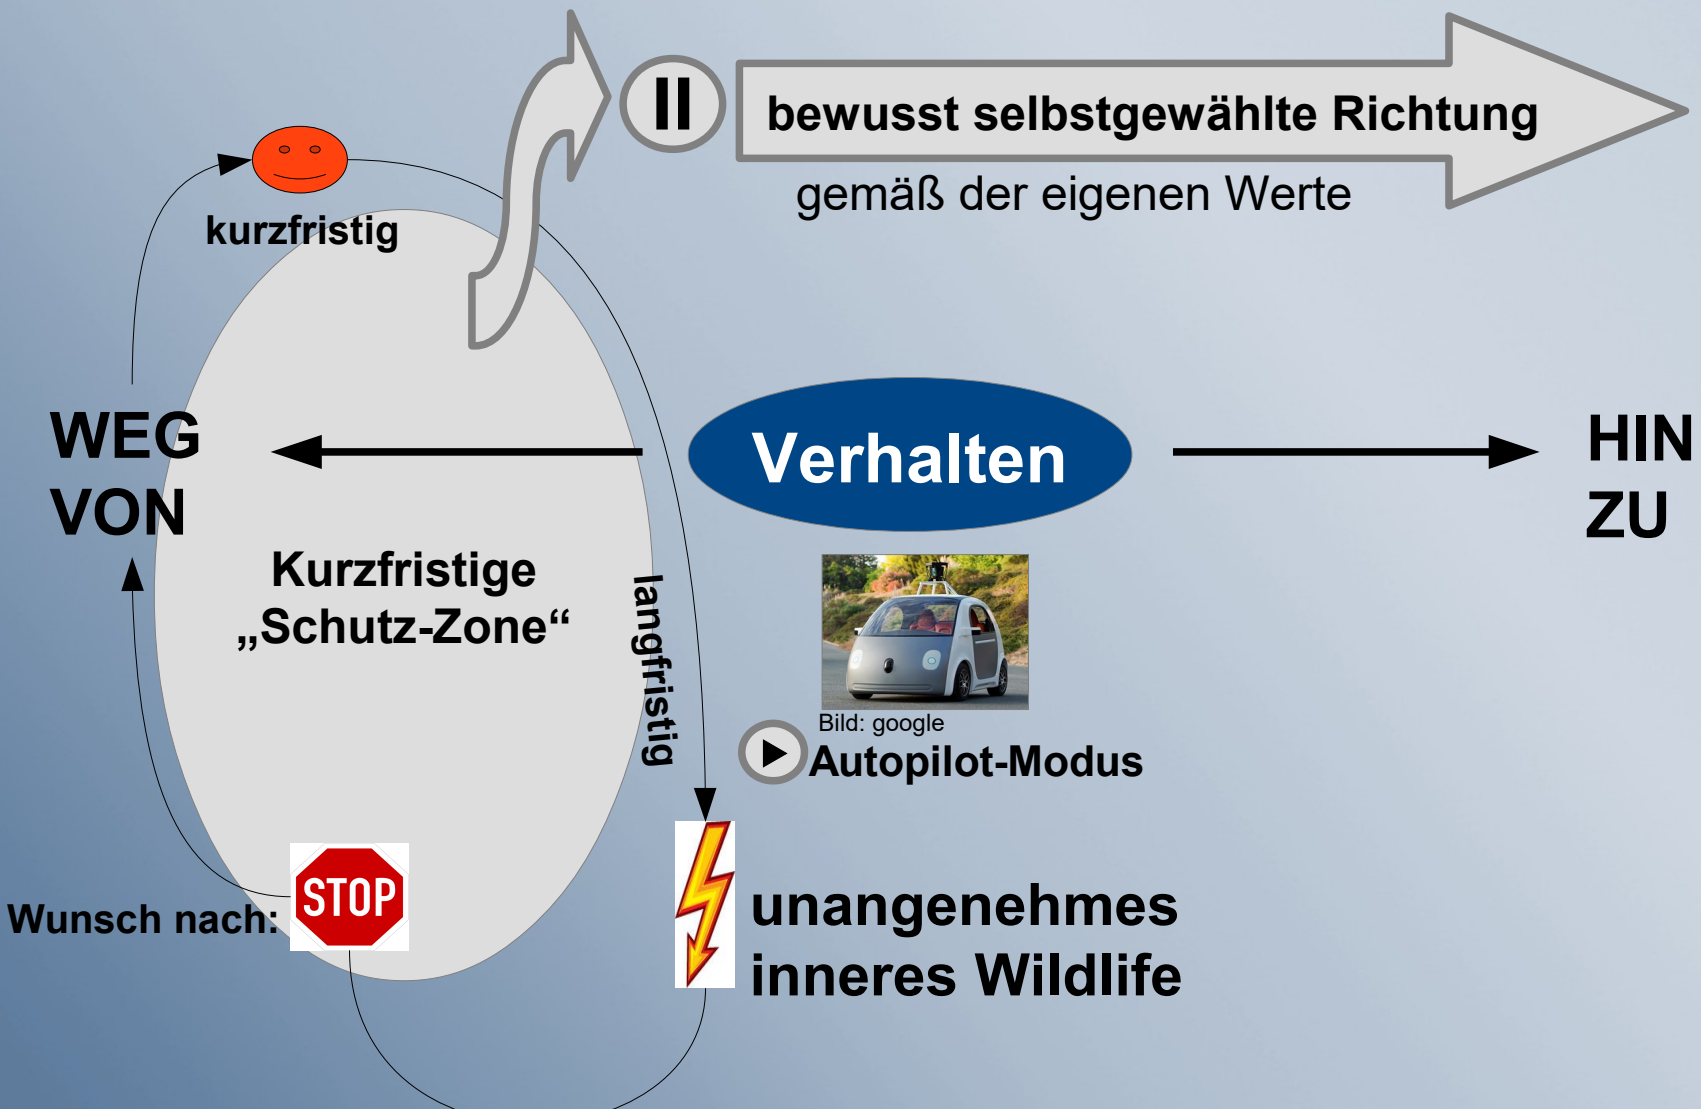 II
bewusst selbstgewählte Richtung
gemäß der eigenen Werte
kurzfristig
WEG
VON
Verhalten
HIN
ZU
Kurzfristige
„Schutz-Zone“
langfristig
Bild: google
Autopilot-Modus
Wunsch nach:
STOP
unangenehmes
inneres Wildlife